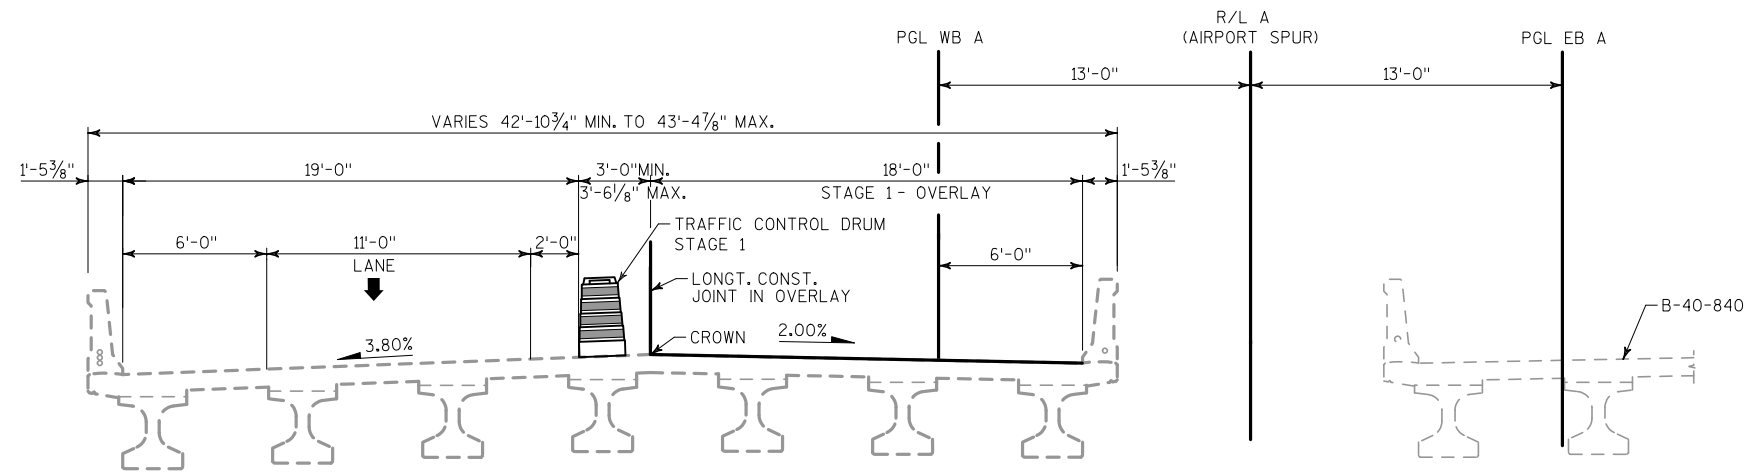 R/L A
(AIRPORT SPUR)
PGL WB A
PGL EB A
13'-0"
13'-0"
VARIES 42'-10¾" MIN. TO 43'-4⅞" MAX.
1'-5⅜"
19'-0"
3'-0"MIN.
3'-6⅛" MAX.
18'-0"
STAGE 1- OVERLAY
1'-5⅜"
TRAFFIC CONTROL DRUM
STAGE 1
6'-0"
11'-0"
LANE
2'-0"
6'-0"
LONGT. CONST.
JOINT IN OVERLAY
B-40-840
3.80%
CROWN
2.00%